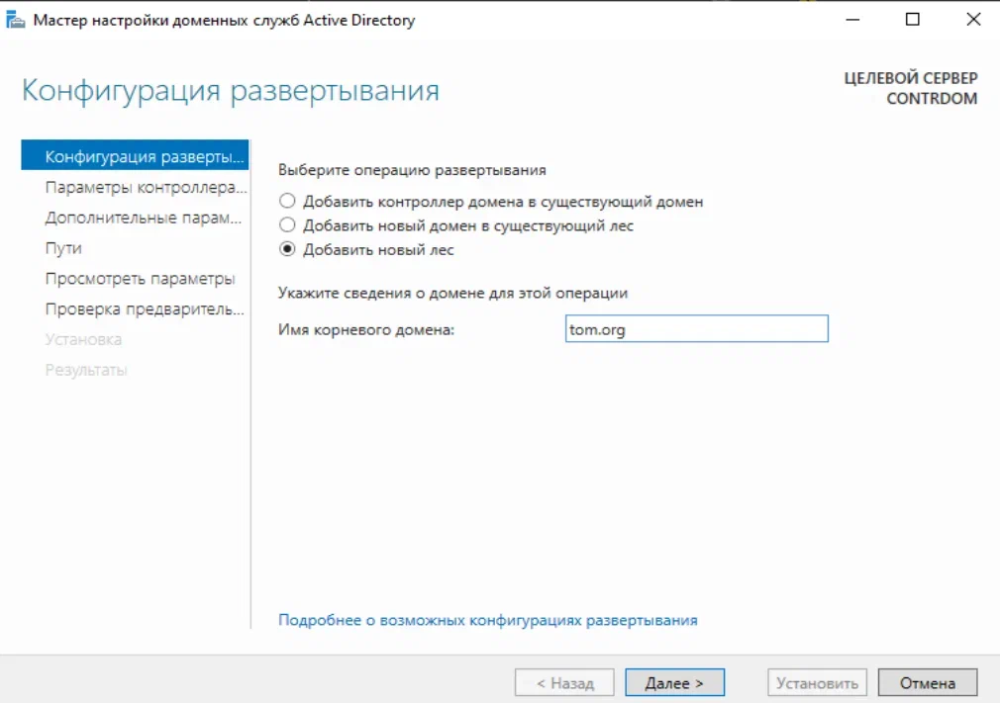 Мастер настройки доменных служб Active Directory
Конфигурация развертывания
ЦЕЛЕВОЙ СЕРВЕР
CONTRDOM
Конфигурация разверты...
Параметры контроллера...
Дополнительные парам...
Пути
Просмотреть параметры
Проверка предваритель...
Установка
Результаты
Выберите операцию развертывания
Добавить контроллер домена в существующий домен
Добавить новый домен в существующий лес
Добавить новый лес
Укажите сведения о домене для этой операции
Имя корневого домена: tom.org
Подробнее о возможных конфигурациях развертывания
< Назад Далее > Установить Отмена